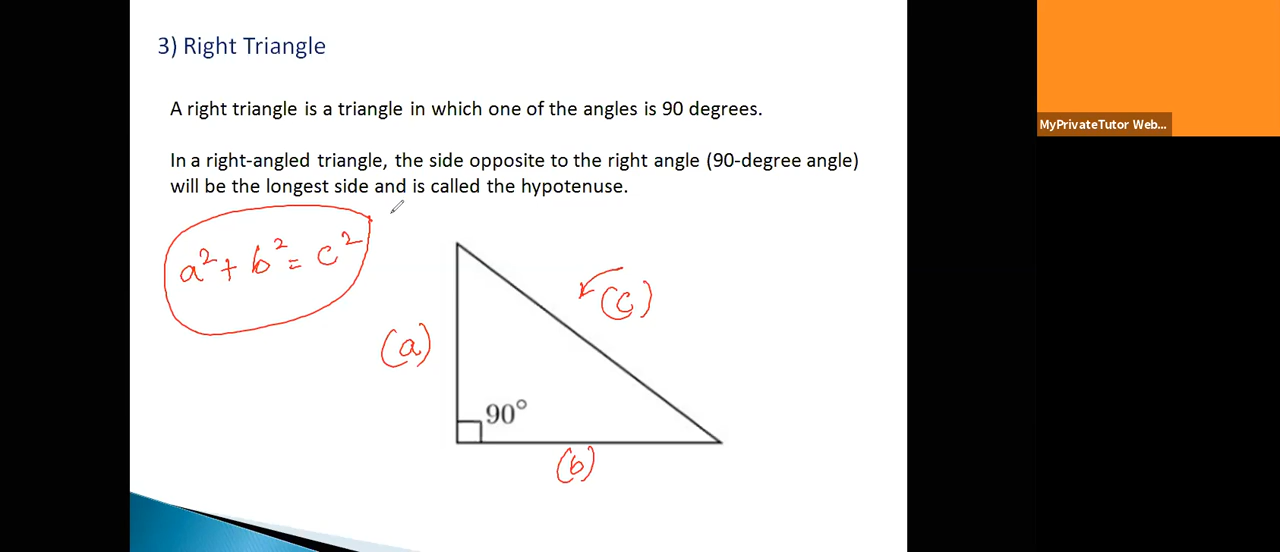 3) Right Triangle
A right triangle is a triangle in which one of the angles is 90 degrees.
MyPrivateTutor Web...
In a right-angled triangle, the side opposite to the right angle (90-degree angle)
will be the longest side and is called the hypotenuse.
a² + b² = c²
(c)
(a)
90°
(b)